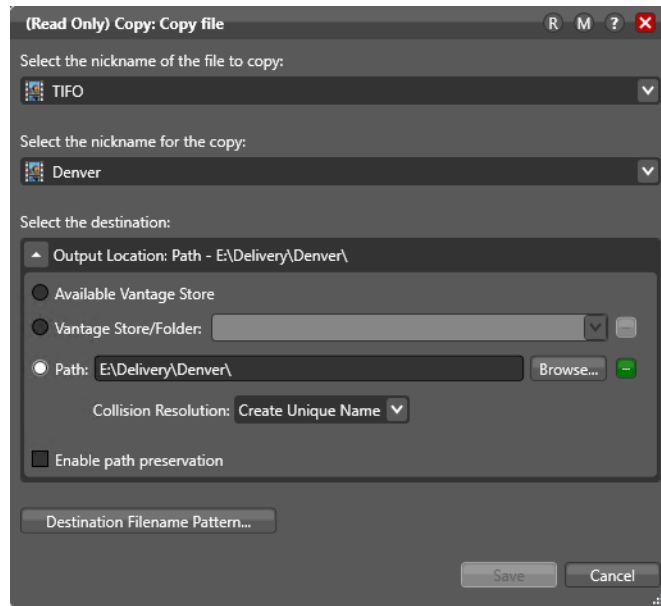 (Read Only) Copy: Copy file R M ?
Select the nickname of the file to copy:
TIFO
Select the nickname for the copy:
Denver
Select the destination:
Output Location: Path - E:\Delivery\Denver\
Available Vantage Store
Vantage Store/Folder:
Path: E:\Delivery\Denver\ Browse...
Collision Resolution: Create Unique Name
Enable path preservation
Destination Filename Pattern...
Save Cancel